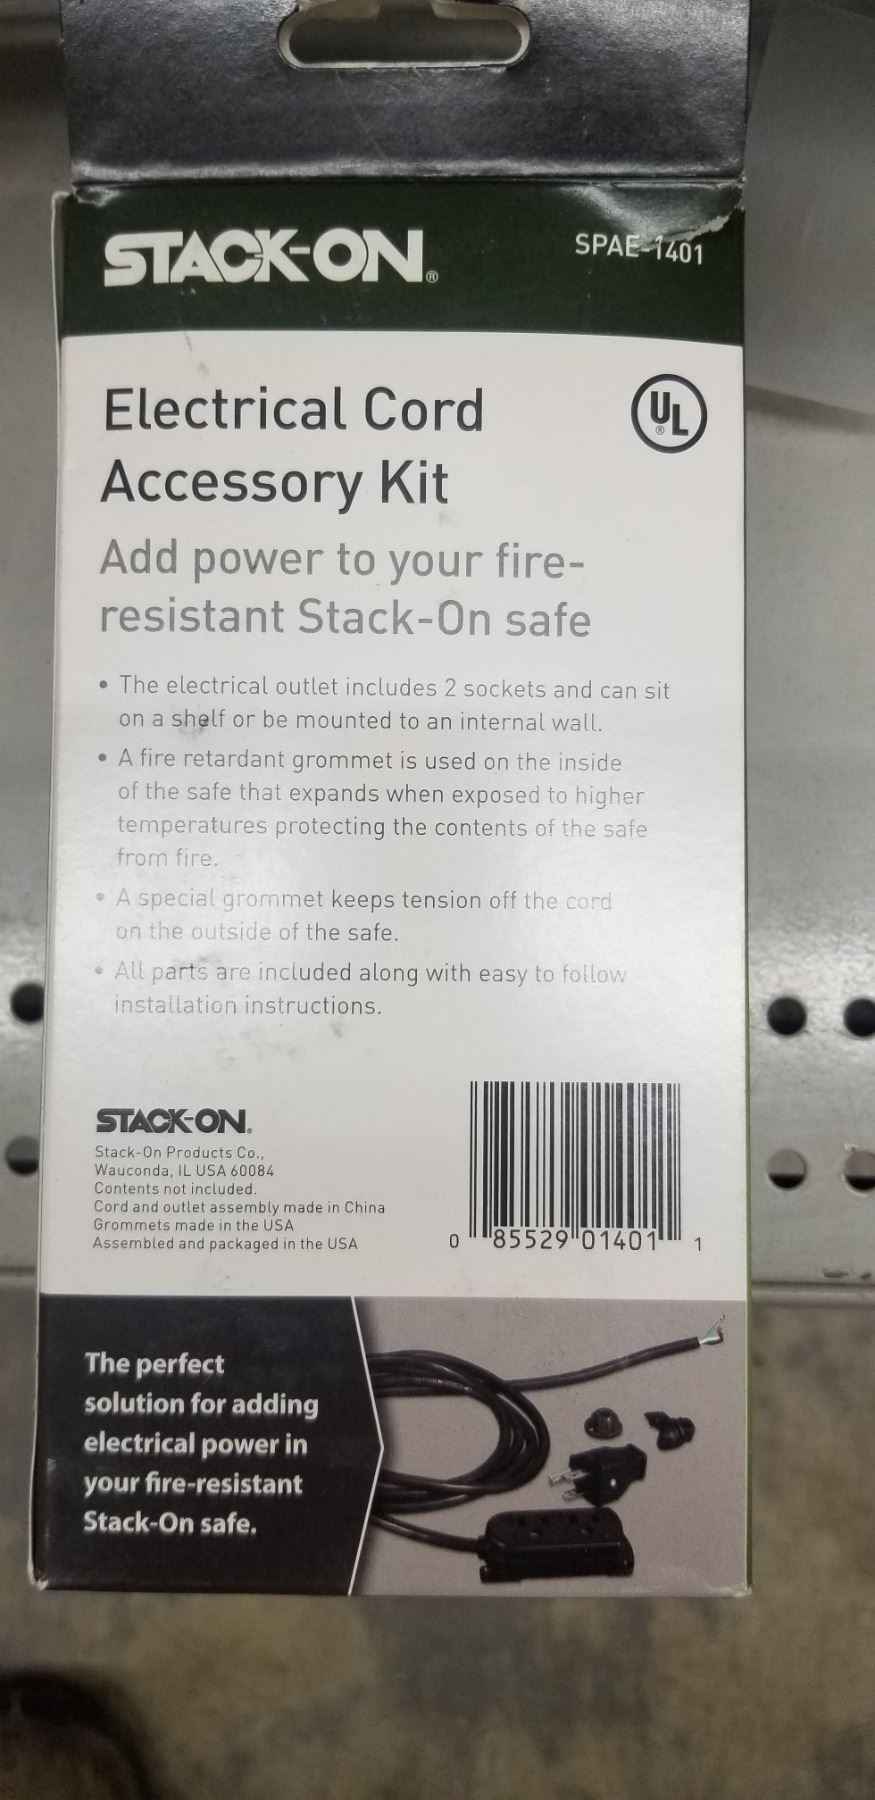 STACK-ON®
SPAE-1401
Electrical Cord
Accessory Kit
UL®
Add power to your fire-
resistant Stack-On safe
• The electrical outlet includes 2 sockets and can sit
on a shelf or be mounted to an internal wall.
• A fire retardant grommet is used on the inside
of the safe that expands when exposed to higher
temperatures protecting the contents of the safe
from fire.
• A special grommet keeps tension off the cord
on the outside of the safe.
• All parts are included along with easy to follow
installation instructions.
STACK-ON®
Stack-On Products Co.,
Wauconda, IL USA 60084
Contents not included.
Cord and outlet assembly made in China
Grommets made in the USA
Assembled and packaged in the USA
0 85529 01401 1
The perfect
solution for adding
electrical power in
your fire-resistant
Stack-On safe.